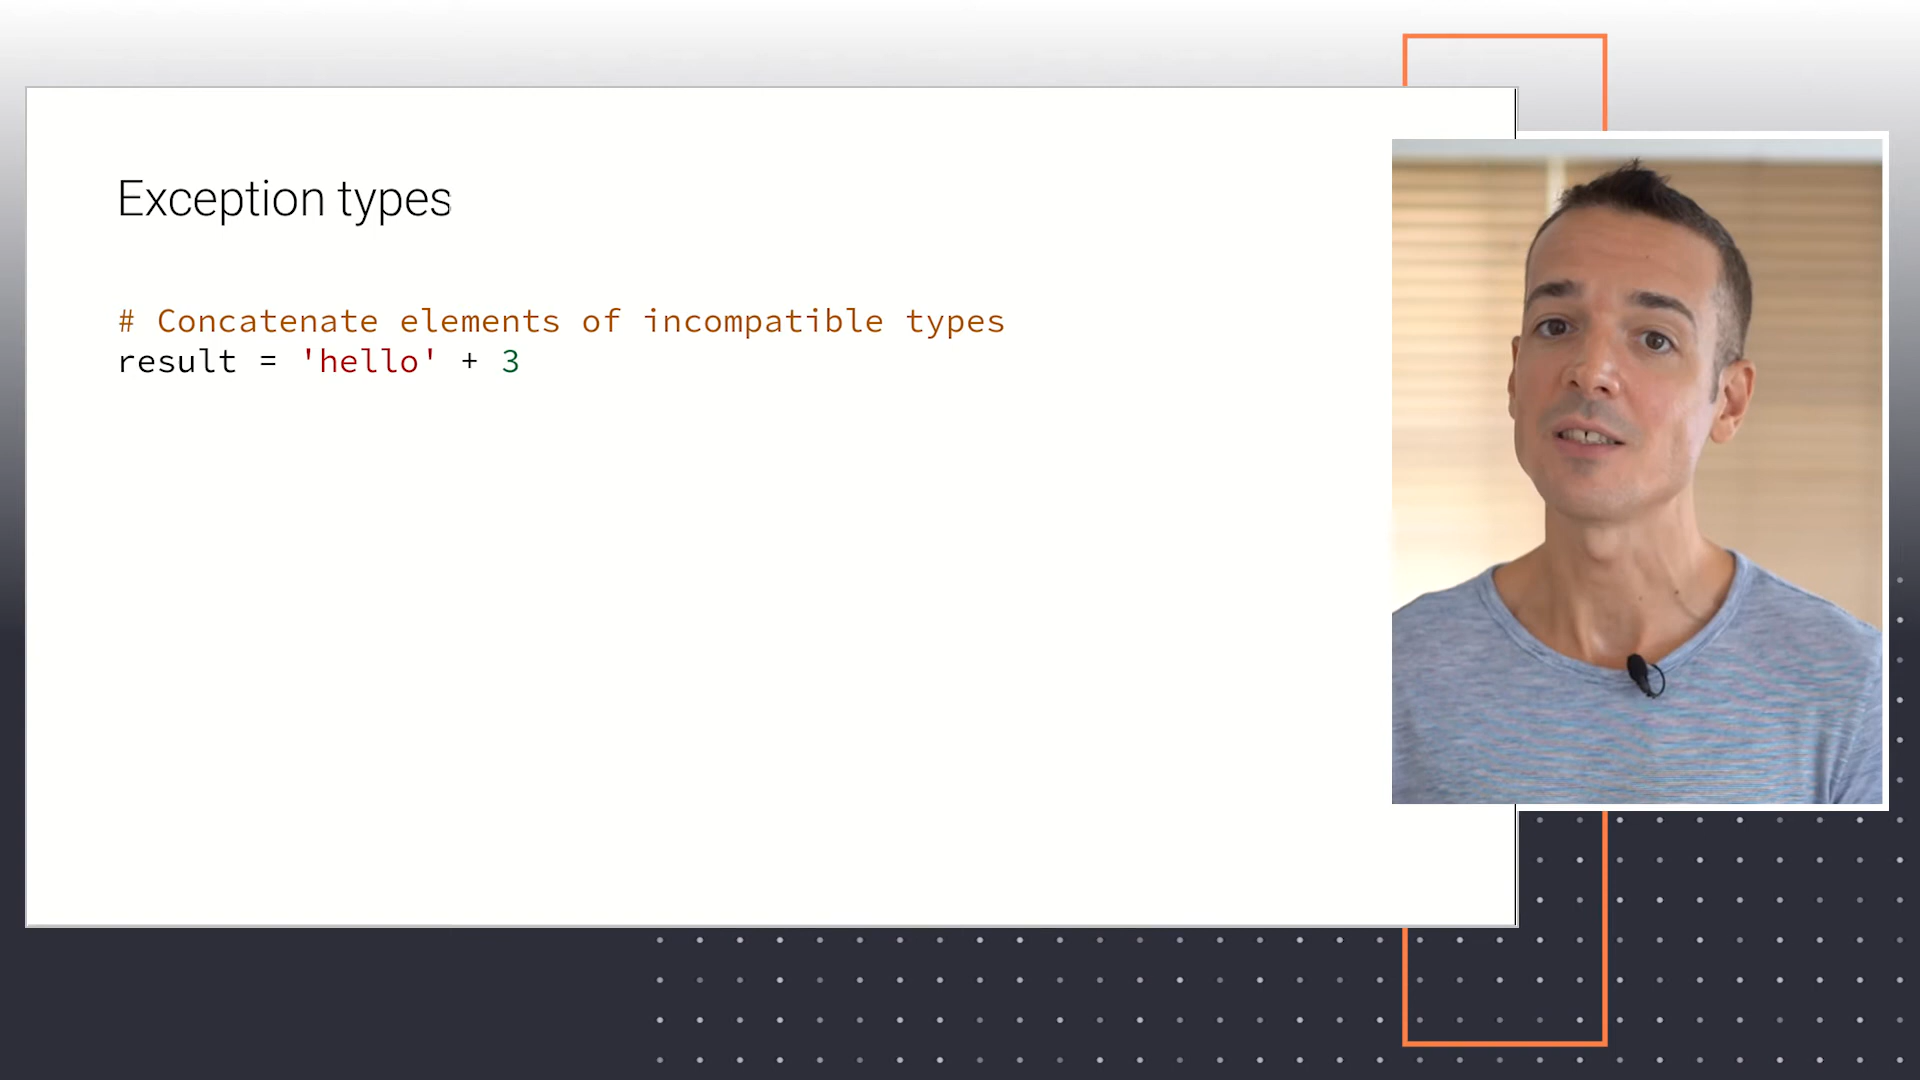 Exception types
# Concatenate elements of incompatible types
result = 'hello' + 3